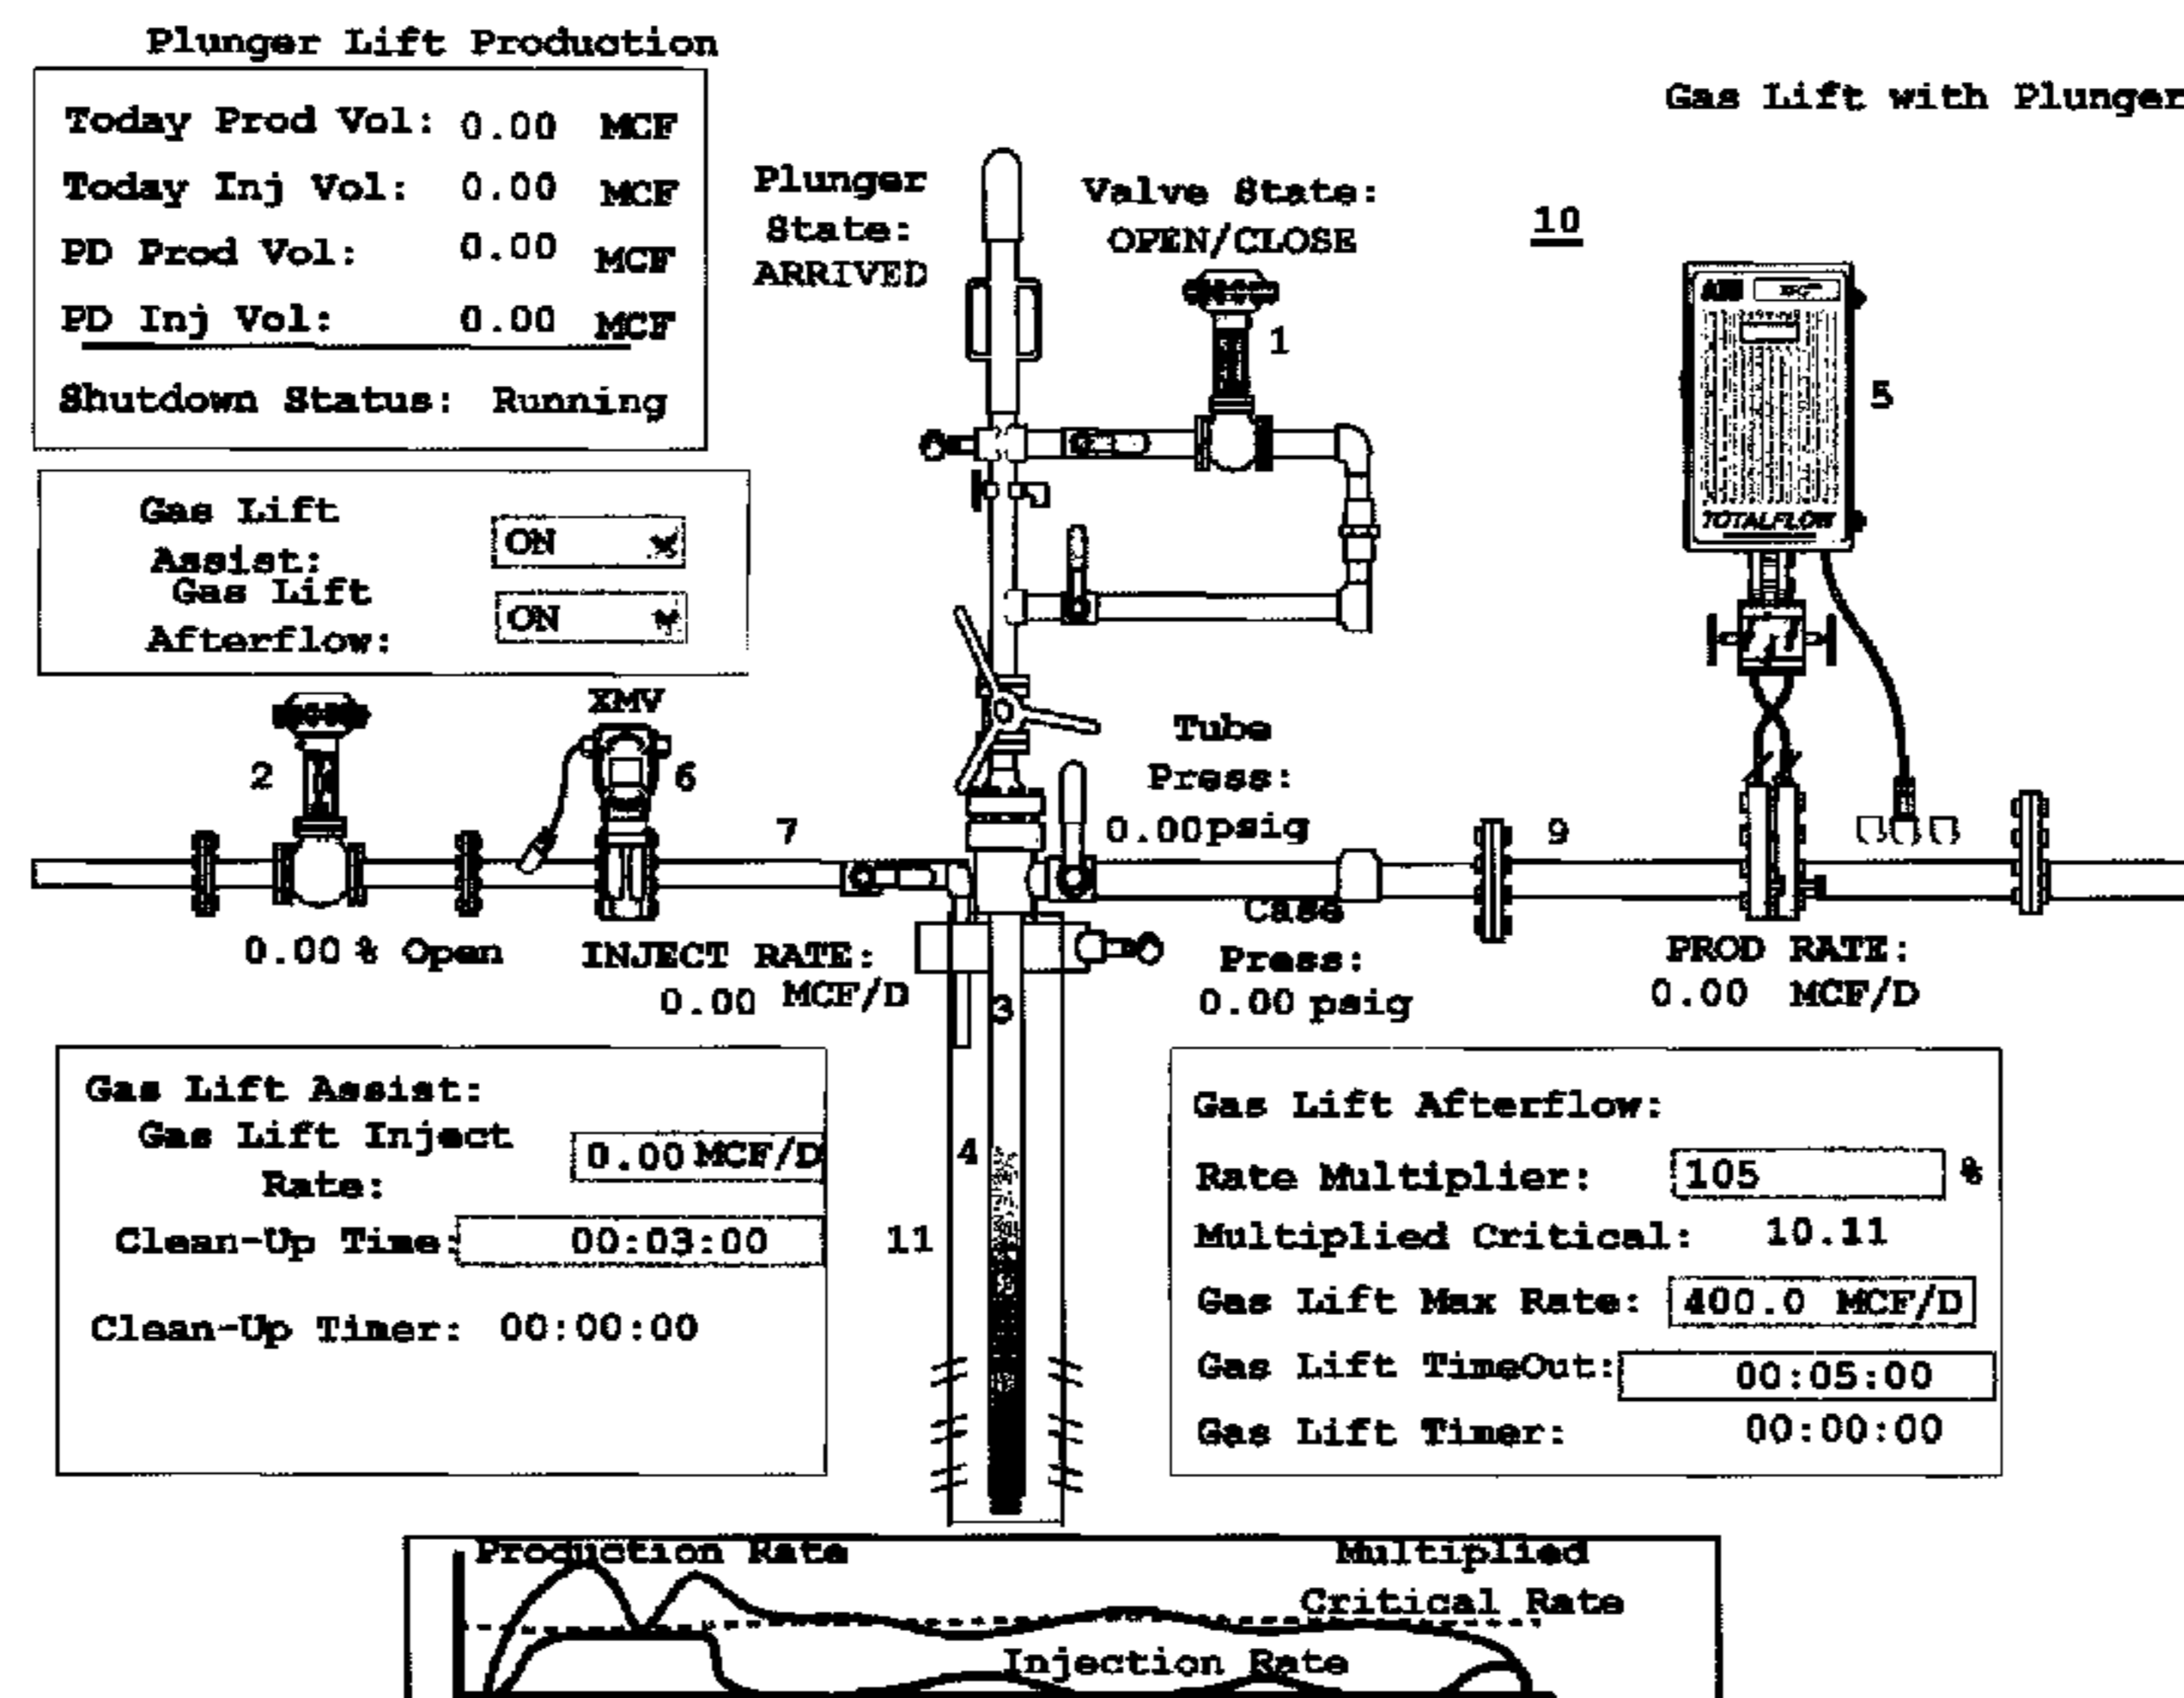 Plunger Lift Production
Today Prod Vol: 0.00 MCF
Today Inj Vol: 0.00 MCF
PD Prod Vol: 0.00 MCF
PD Inj Vol: 0.00 MCF
Shutdown Status: Running
Gas Lift with Plunger
Plunger
State:
ARRIVED
Valve State:
OPEN/CLOSE
10
1
5
TOTALFLOW
Gas Lift
Assist:
ON
Gas Lift
Afterflow:
ON
XMV
2
6
7
9
Tube
Press:
0.00 psig
0.00 % Open
INJECT RATE:
0.00 MCF/D
Case
Press:
0.00 psig
PROD RATE:
0.00 MCF/D
3
4
11
Gas Lift Assist:
Gas Lift Inject
Rate:
0.00 MCF/D
Clean-Up Time: 00:03:00
Clean-Up Timer: 00:00:00
Gas Lift Afterflow:
Rate Multiplier: 105 %
Multiplied Critical: 10.11
Gas Lift Max Rate: 400.0 MCF/D
Gas Lift TimeOut: 00:05:00
Gas Lift Timer: 00:00:00
Production Rate
Multiplied
Critical Rate
Injection Rate